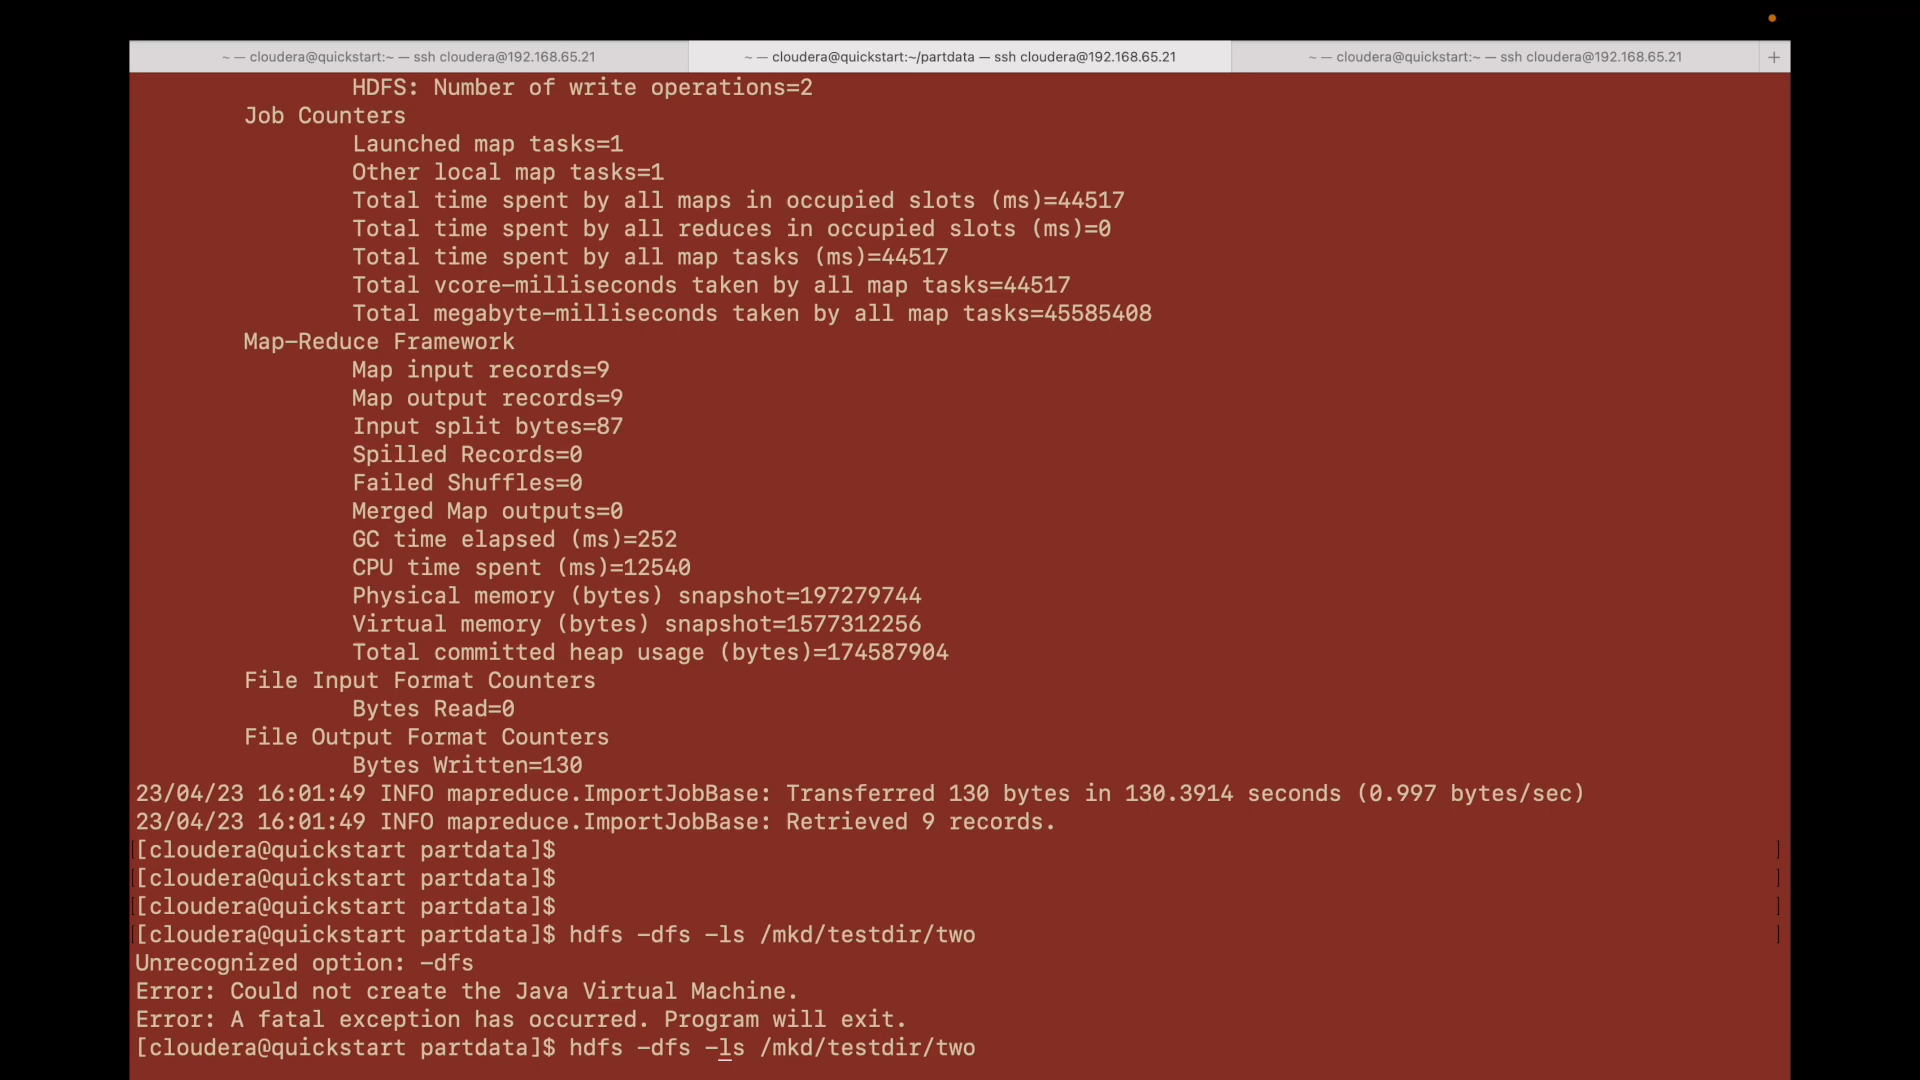 ~ — cloudera@quickstart:~ — ssh cloudera@192.168.65.21
~ — cloudera@quickstart:~/partdata — ssh cloudera@192.168.65.21
~ — cloudera@quickstart:~ — ssh cloudera@192.168.65.21
+
HDFS: Number of write operations=2
Job Counters
Launched map tasks=1
Other local map tasks=1
Total time spent by all maps in occupied slots (ms)=44517
Total time spent by all reduces in occupied slots (ms)=0
Total time spent by all map tasks (ms)=44517
Total vcore-milliseconds taken by all map tasks=44517
Total megabyte-milliseconds taken by all map tasks=45585408
Map-Reduce Framework
Map input records=9
Map output records=9
Input split bytes=87
Spilled Records=0
Failed Shuffles=0
Merged Map outputs=0
GC time elapsed (ms)=252
CPU time spent (ms)=12540
Physical memory (bytes) snapshot=197279744
Virtual memory (bytes) snapshot=1577312256
Total committed heap usage (bytes)=174587904
File Input Format Counters
Bytes Read=0
File Output Format Counters
Bytes Written=130
23/04/23 16:01:49 INFO mapreduce.ImportJobBase: Transferred 130 bytes in 130.3914 seconds (0.997 bytes/sec)
23/04/23 16:01:49 INFO mapreduce.ImportJobBase: Retrieved 9 records.
[cloudera@quickstart partdata]$
[cloudera@quickstart partdata]$
[cloudera@quickstart partdata]$
[cloudera@quickstart partdata]$ hdfs -dfs -ls /mkd/testdir/two
Unrecognized option: -dfs
Error: Could not create the Java Virtual Machine.
Error: A fatal exception has occurred. Program will exit.
[cloudera@quickstart partdata]$ hdfs -dfs -ls /mkd/testdir/two